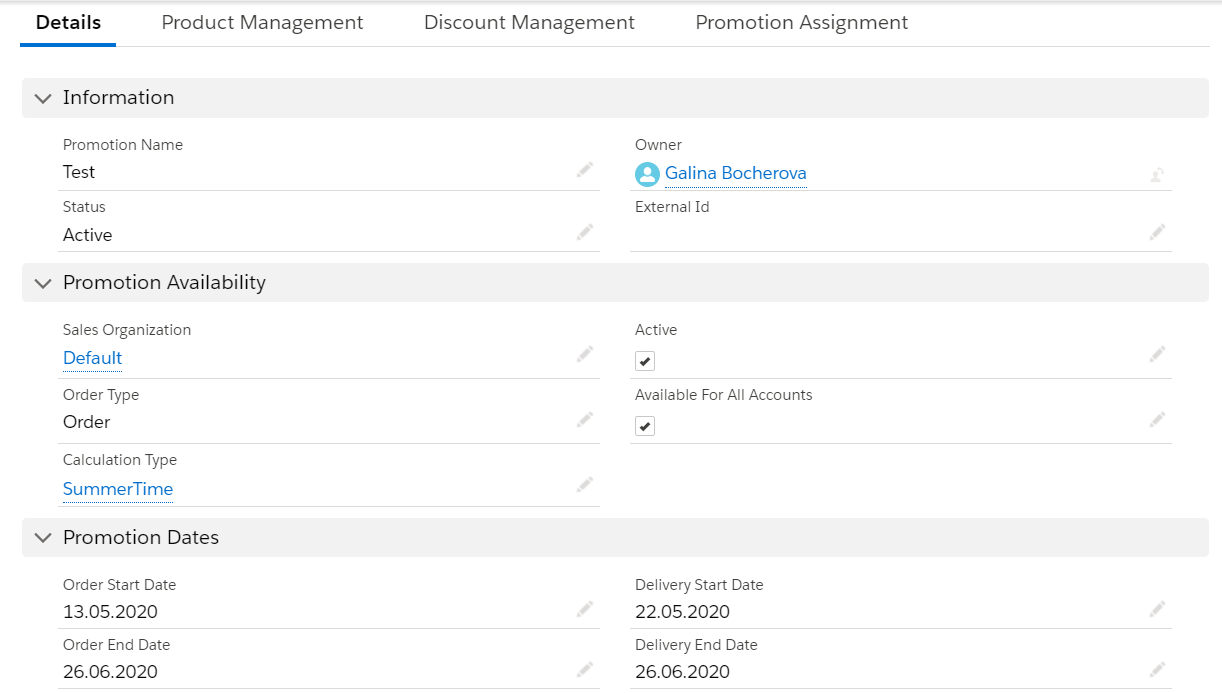 Details Product Management Discount Management Promotion Assignment
Information
Promotion Name Owner
Test Galina Bocherova
Status External Id
Active
Promotion Availability
Sales Organization Active
Default
Order Type Available For All Accounts
Order
Calculation Type
SummerTime
Promotion Dates
Order Start Date Delivery Start Date
13.05.2020 22.05.2020
Order End Date Delivery End Date
26.06.2020 26.06.2020